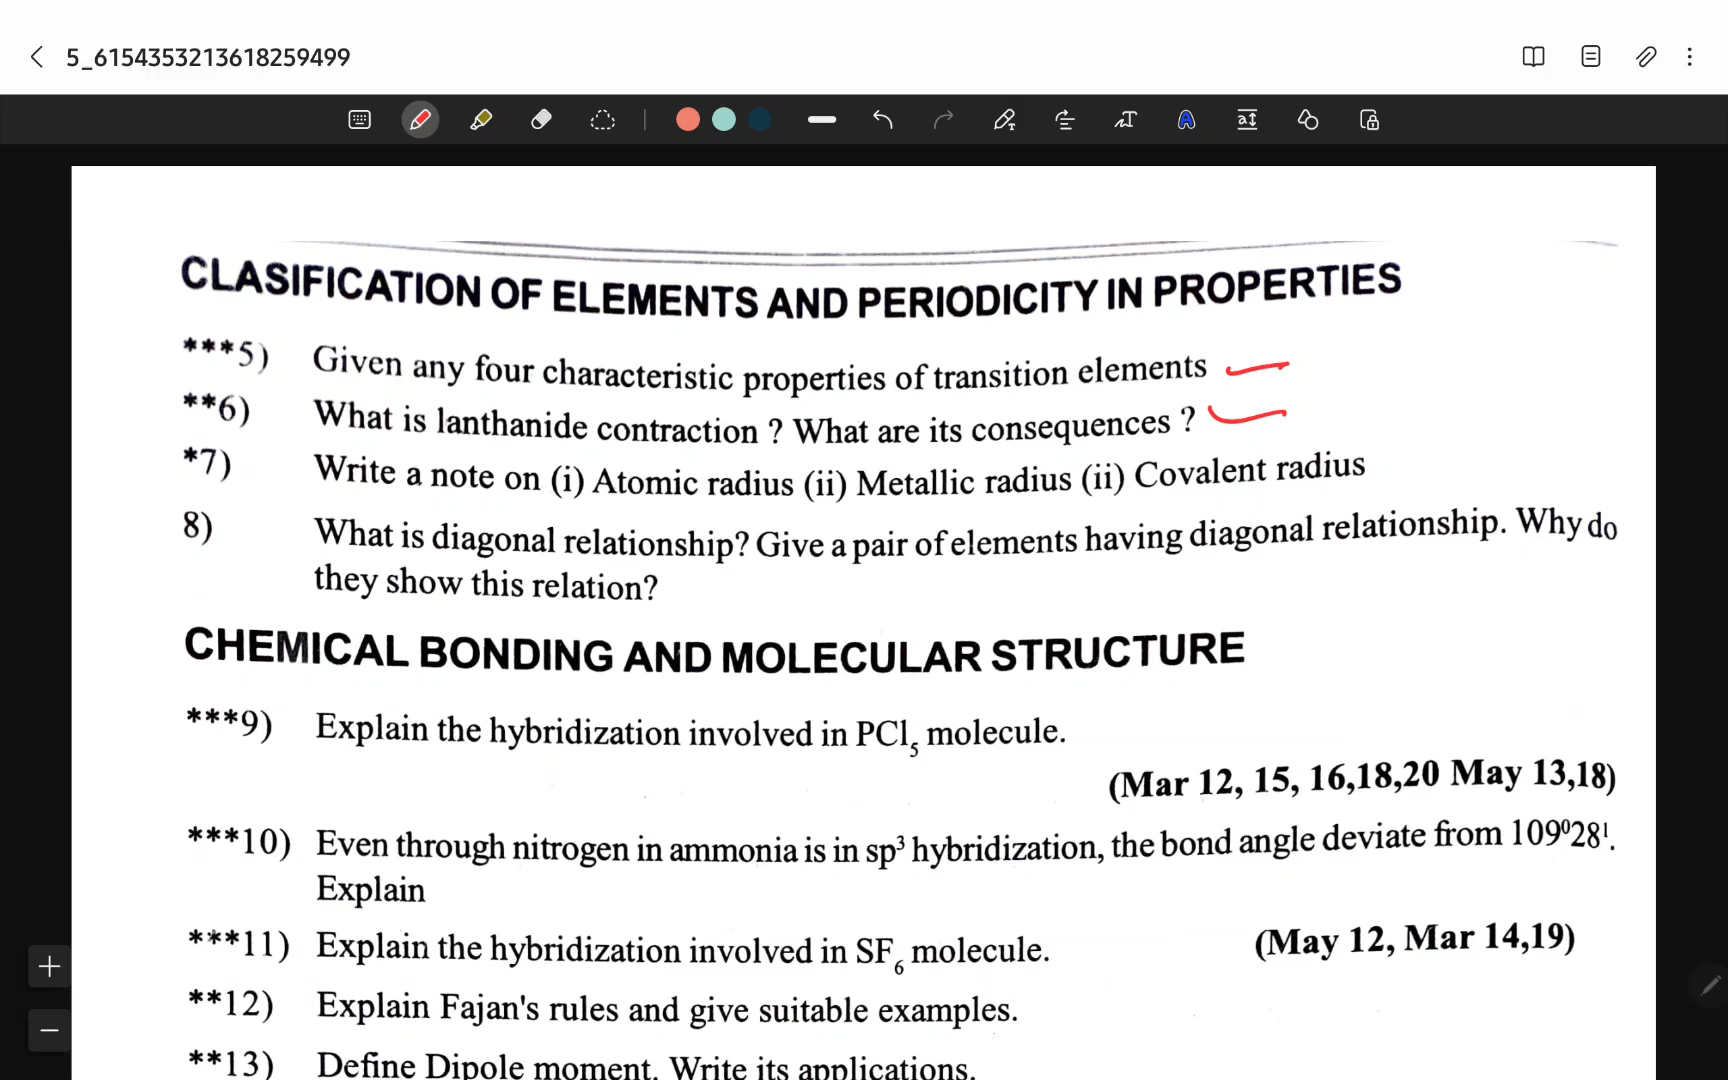 5_6154353213618259499
CLASIFICATION OF ELEMENTS AND PERIODICITY IN PROPERTIES
***5) Given any four characteristic properties of transition elements
**6) What is lanthanide contraction ? What are its consequences ?
*7) Write a note on (i) Atomic radius (ii) Metallic radius (ii) Covalent radius
8) What is diagonal relationship? Give a pair of elements having diagonal relationship. Why do
they show this relation?
CHEMICAL BONDING AND MOLECULAR STRUCTURE
***9) Explain the hybridization involved in PCl₅ molecule.
(Mar 12, 15, 16,18,20 May 13,18)
***10) Even through nitrogen in ammonia is in sp³ hybridization, the bond angle deviate from 109⁰28ˡ.
Explain
***11) Explain the hybridization involved in SF₆ molecule. (May 12, Mar 14,19)
**12) Explain Fajan's rules and give suitable examples.
**13) Define Dipole moment. Write its applications.